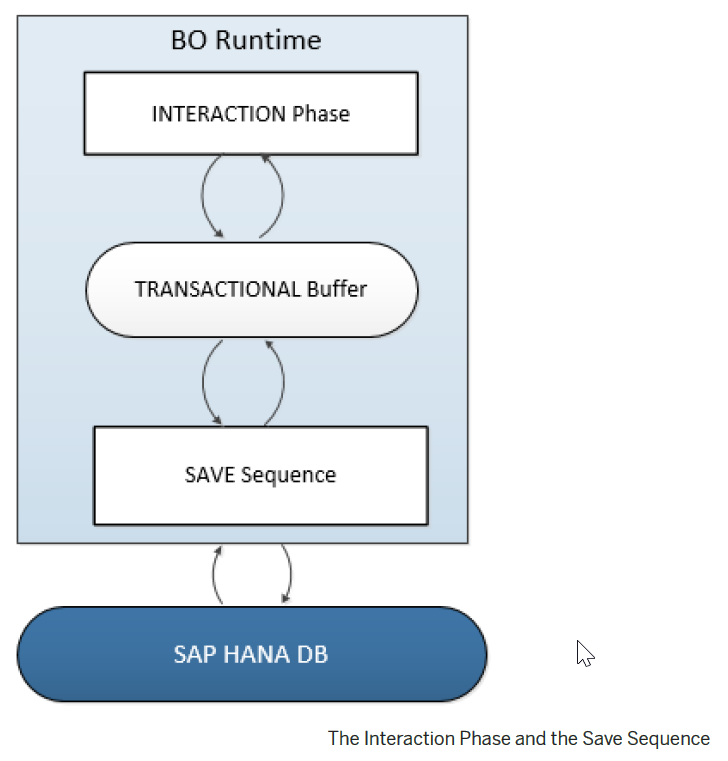 BO Runtime
INTERACTION Phase
TRANSACTIONAL Buffer
SAVE Sequence
SAP HANA DB
The Interaction Phase and the Save Sequence